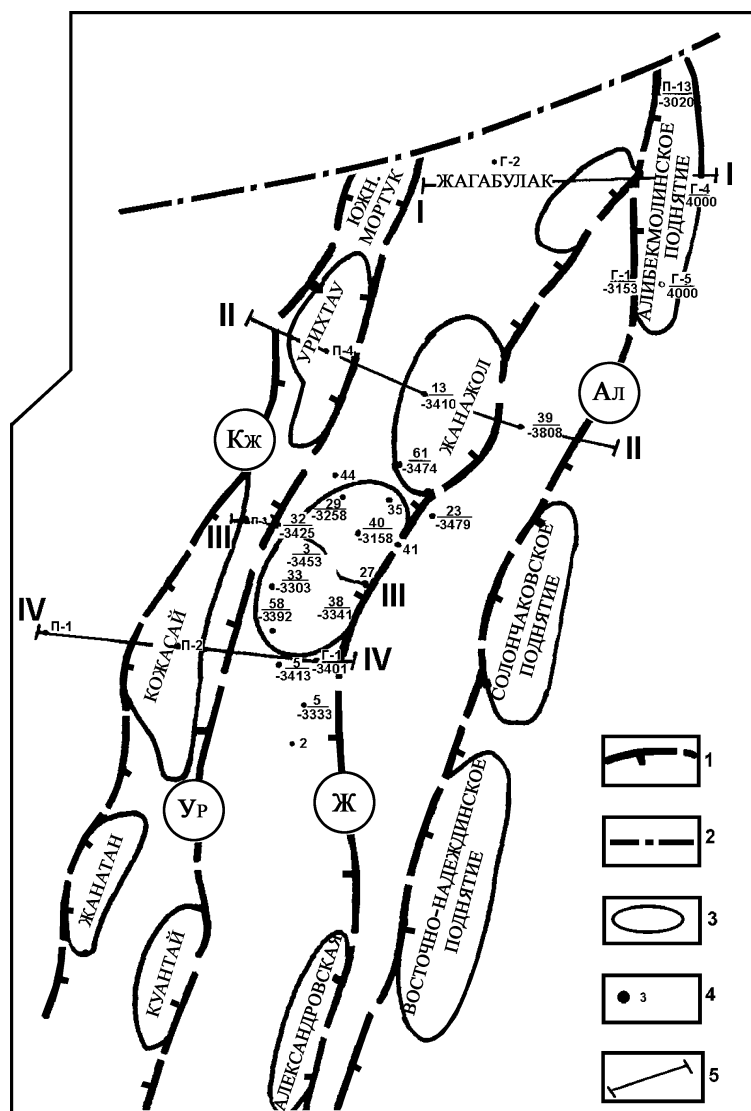 П-13
-3020
Г-2
ЖАГАБУЛАК
I
I
Г-4
4000
АЛИБЕКМОЛИНСКОЕ
ПОДНЯТИЕ
Г-1
-3153
Г-5
4000
ЮЖН.
МОРТУК
II
УРИХТАУ
П-4
13
-3410
ЖАНАЖОЛ
39
-3808
II
Ал
Кж
61
-3474
44
29
-3258
35
23
-3479
III
П-3
32
-3425
40
-3158
41
3
-3453
33
-3303
27
III
58
-3392
38
-3341
IV
П-1
П-2
КОЖАСАЙ
5
-3413
Г-1
-3401
IV
СОЛОНЧАКОВСКОЕ
ПОДНЯТИЕ
5
-3333
2
Ур
Ж
ЖАНАТАН
КУАНТАЙ
АЛЕКСАНДРОВСКАЯ
ВОСТОЧНО-НАДЕЖДИНСКОЕ
ПОДНЯТИЕ
1
2
3
3
4
5